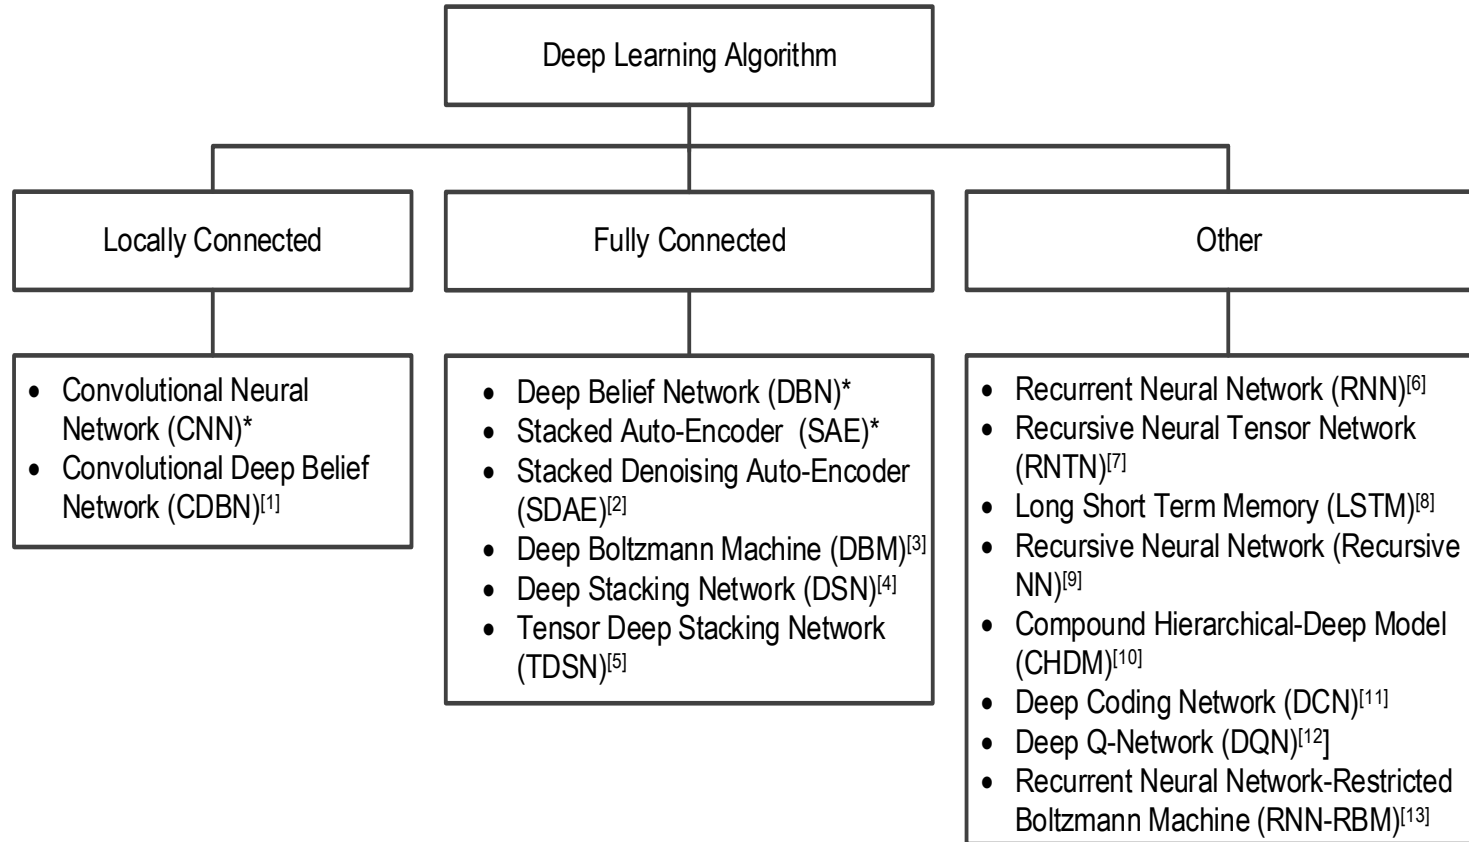 Deep Learning Algorithm
Locally Connected
Fully Connected
Other
• Convolutional Neural
Network (CNN)*
• Convolutional Deep Belief
Network (CDBN)[1]
• Deep Belief Network (DBN)*
• Stacked Auto-Encoder (SAE)*
• Stacked Denoising Auto-Encoder
(SDAE)[2]
• Deep Boltzmann Machine (DBM)[3]
• Deep Stacking Network (DSN)[4]
• Tensor Deep Stacking Network
(TDSN)[5]
• Recurrent Neural Network (RNN)[6]
• Recursive Neural Tensor Network
(RNTN)[7]
• Long Short Term Memory (LSTM)[8]
• Recursive Neural Network (Recursive
NN)[9]
• Compound Hierarchical-Deep Model
(CHDM)[10]
• Deep Coding Network (DCN)[11]
• Deep Q-Network (DQN)[12]
• Recurrent Neural Network-Restricted
Boltzmann Machine (RNN-RBM)[13]